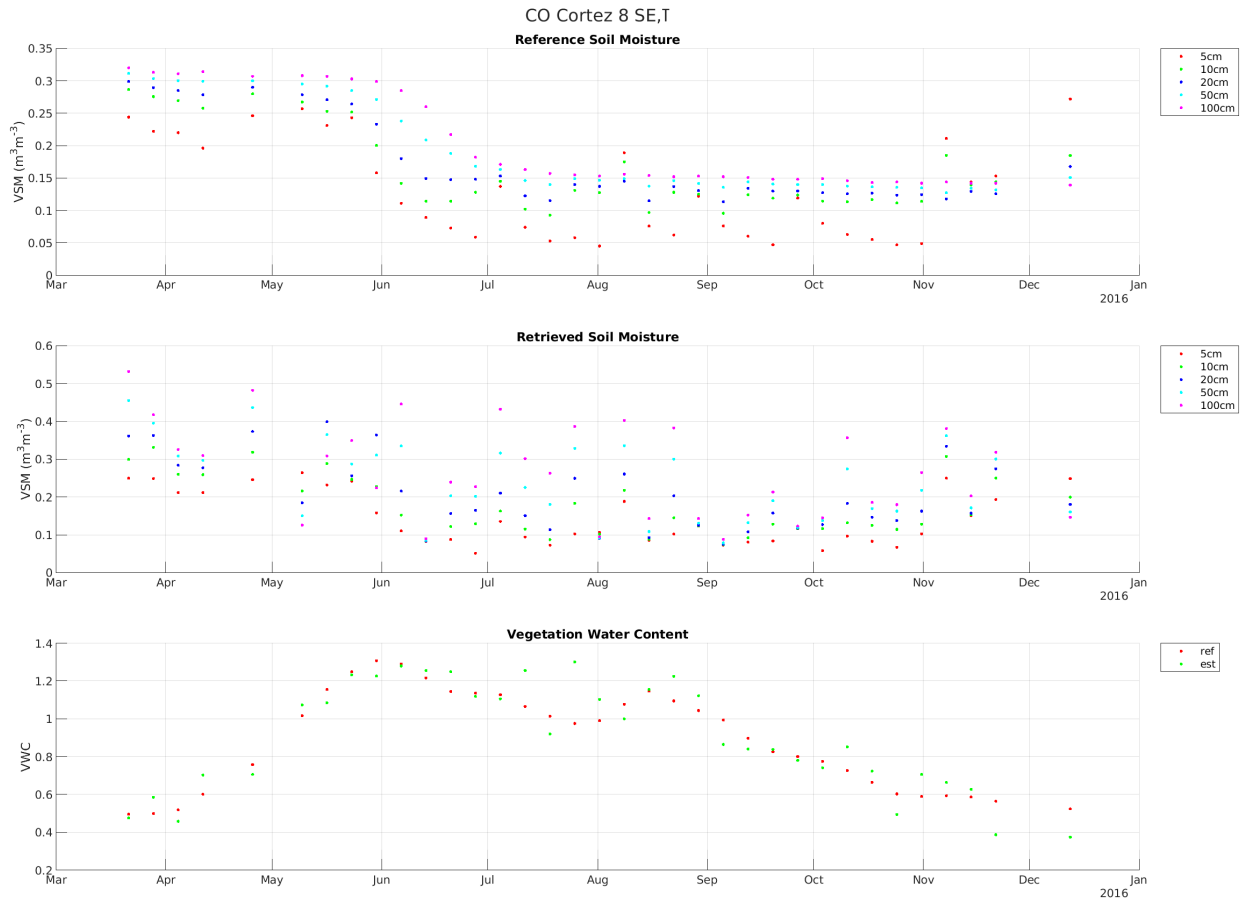 CO Cortez 8 SE,T
Reference Soil Moisture
VSM (m3m-3)
0.35
0.3
0.25
0.2
0.15
0.1
0.05
0
Mar Apr May Jun Jul Aug Sep Oct Nov Dec Jan
2016
5cm
10cm
20cm
50cm
100cm
Retrieved Soil Moisture
VSM (m3m-3)
0.6
0.5
0.4
0.3
0.2
0.1
0
Mar Apr May Jun Jul Aug Sep Oct Nov Dec Jan
2016
5cm
10cm
20cm
50cm
100cm
Vegetation Water Content
VWC
1.4
1.2
1
0.8
0.6
0.4
0.2
Mar Apr May Jun Jul Aug Sep Oct Nov Dec Jan
2016
ref
est